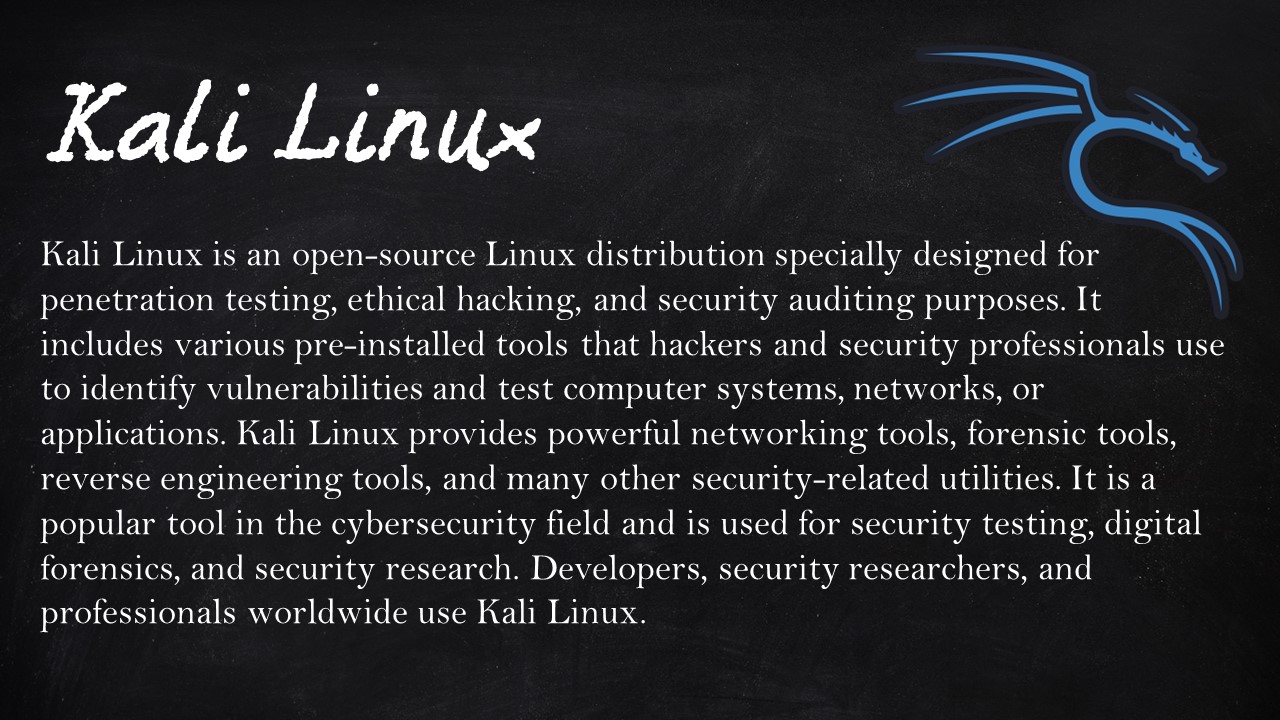 Kali Linux
Kali Linux is an open-source Linux distribution specially designed for
penetration testing, ethical hacking, and security auditing purposes. It
includes various pre-installed tools that hackers and security professionals use
to identify vulnerabilities and test computer systems, networks, or
applications. Kali Linux provides powerful networking tools, forensic tools,
reverse engineering tools, and many other security-related utilities. It is a
popular tool in the cybersecurity field and is used for security testing, digital
forensics, and security research. Developers, security researchers, and
professionals worldwide use Kali Linux.